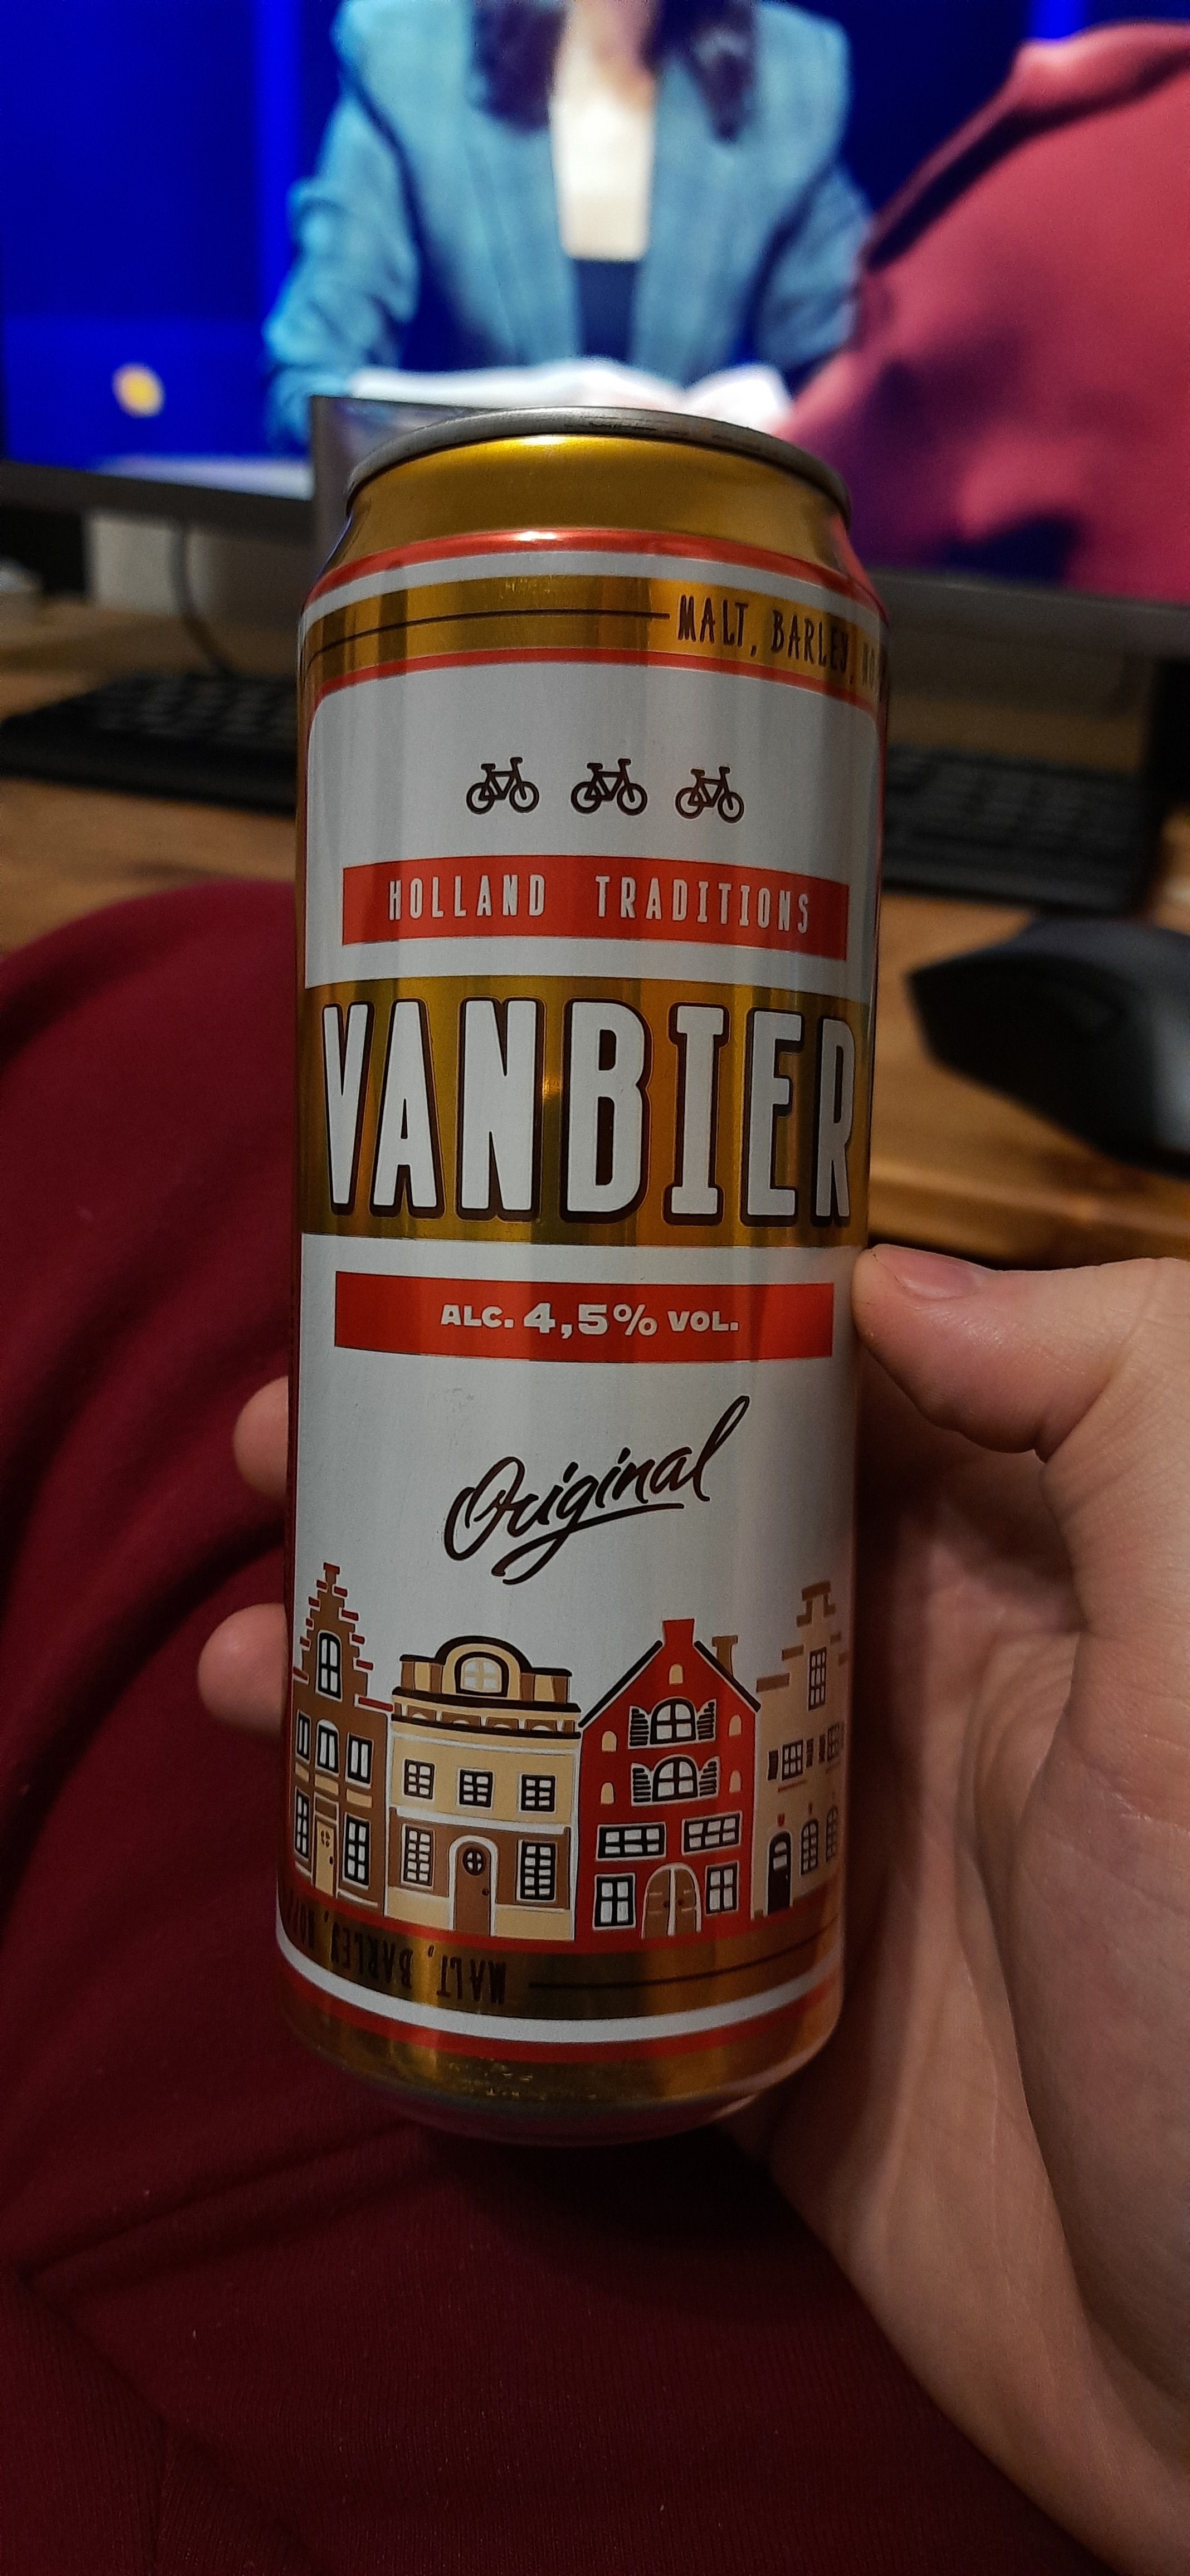 MALT, BARLEY,
HOLLAND TRADITIONS
VANBIER
ALC. 4,5% VOL.
Original
MALT, BARLEY,